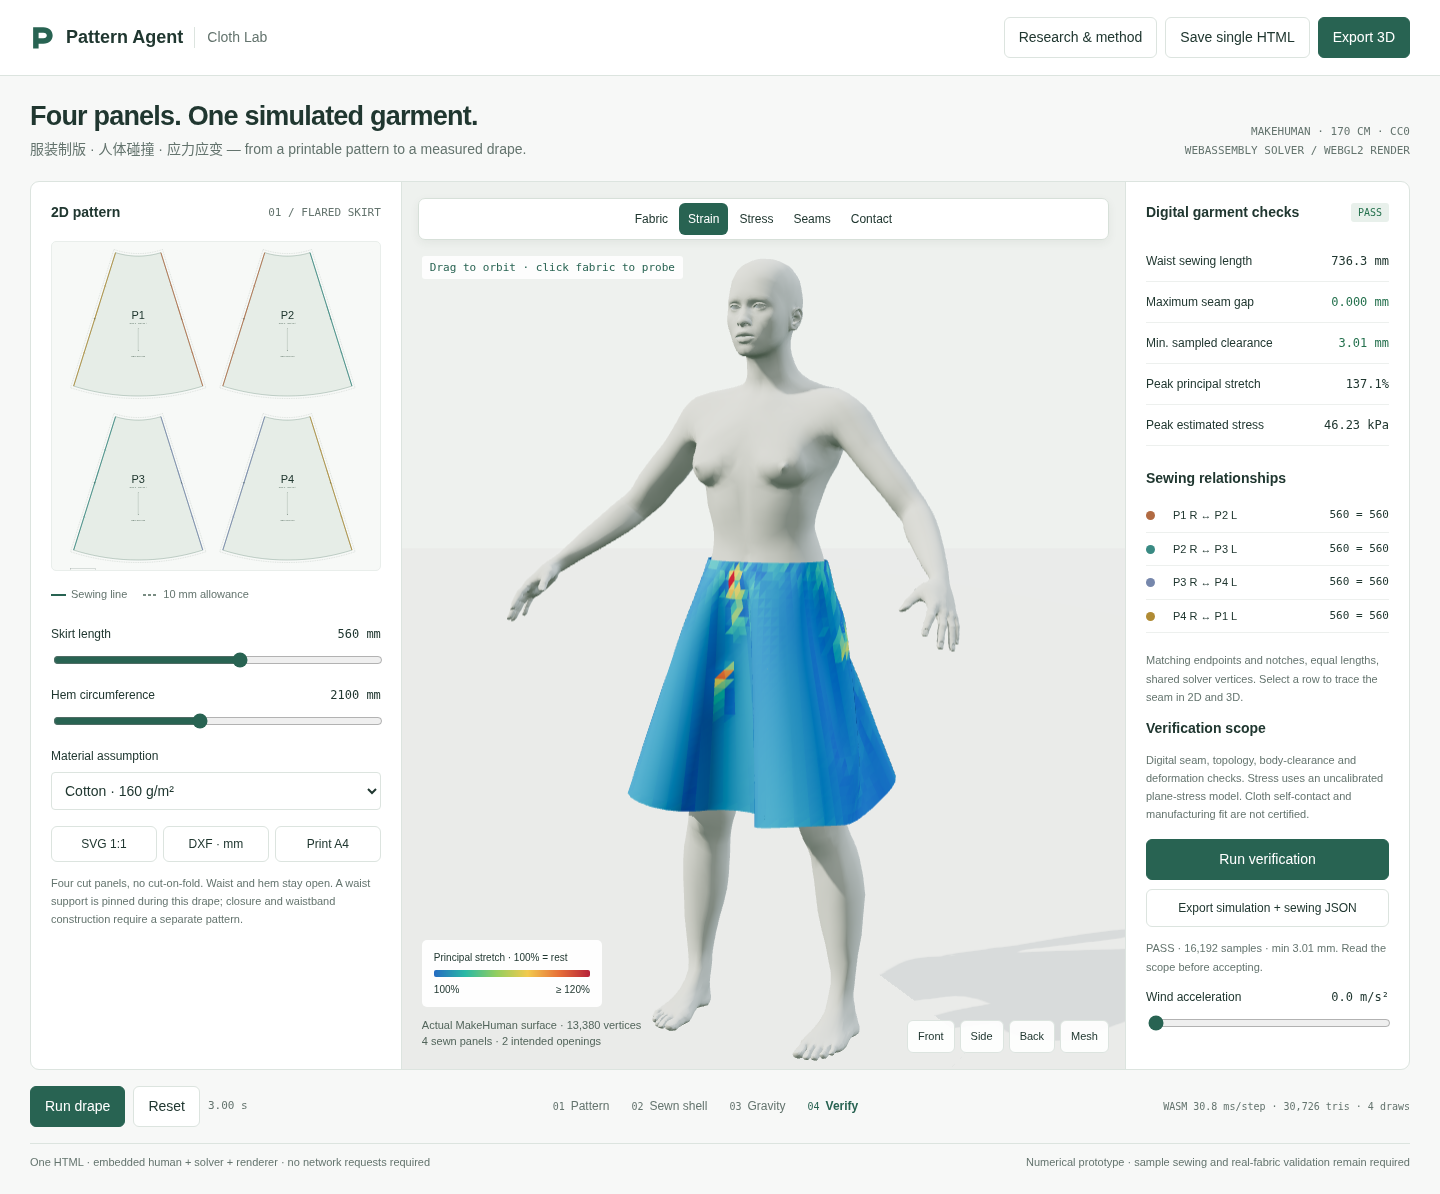 Pattern Agent
Cloth Lab
Research & method
Save single HTML
Export 3D
Four panels. One simulated garment.
服装制版 · 人体碰撞 · 应力应变 — from a printable pattern to a measured drape.
MAKEHUMAN · 170 CM · CC0
WEBASSEMBLY SOLVER / WEBGL2 RENDER
2D pattern
01 / FLARED SKIRT
P1
P2
P3
P4
Sewing line
10 mm allowance
Skirt length
560 mm
Hem circumference
2100 mm
Material assumption
Cotton · 160 g/m²
SVG 1:1
DXF · mm
Print A4
Four cut panels, no cut-on-fold. Waist and hem stay open. A waist
support is pinned during this drape; closure and waistband
construction require a separate pattern.
Fabric
Strain
Stress
Seams
Contact
Drag to orbit · click fabric to probe
Principal stretch · 100% = rest
100%
≥ 120%
Actual MakeHuman surface · 13,380 vertices
4 sewn panels · 2 intended openings
Front
Side
Back
Mesh
Digital garment checks
PASS
Waist sewing length
736.3 mm
Maximum seam gap
0.000 mm
Min. sampled clearance
3.01 mm
Peak principal stretch
137.1%
Peak estimated stress
46.23 kPa
Sewing relationships
P1 R ↔ P2 L
560 = 560
P2 R ↔ P3 L
560 = 560
P3 R ↔ P4 L
560 = 560
P4 R ↔ P1 L
560 = 560
Matching endpoints and notches, equal lengths,
shared solver vertices. Select a row to trace the
seam in 2D and 3D.
Verification scope
Digital seam, topology, body-clearance and
deformation checks. Stress uses an uncalibrated
plane-stress model. Cloth self-contact and
manufacturing fit are not certified.
Run verification
Export simulation + sewing JSON
PASS · 16,192 samples · min 3.01 mm. Read the
scope before accepting.
Wind acceleration
0.0 m/s²
Run drape
Reset
3.00 s
01 Pattern
02 Sewn shell
03 Gravity
04 Verify
WASM 30.8 ms/step · 30,726 tris · 4 draws
One HTML · embedded human + solver + renderer · no network requests required
Numerical prototype · sample sewing and real-fabric validation remain required